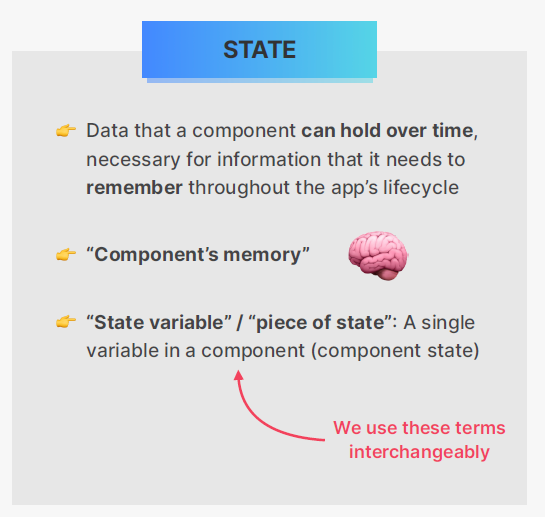 STATE
👉 Data that a component can hold over time,
necessary for information that it needs to
remember throughout the app’s lifecycle
👉 “Component’s memory”
👉 “State variable” / “piece of state”: A single
variable in a component (component state)
We use these terms
interchangeably